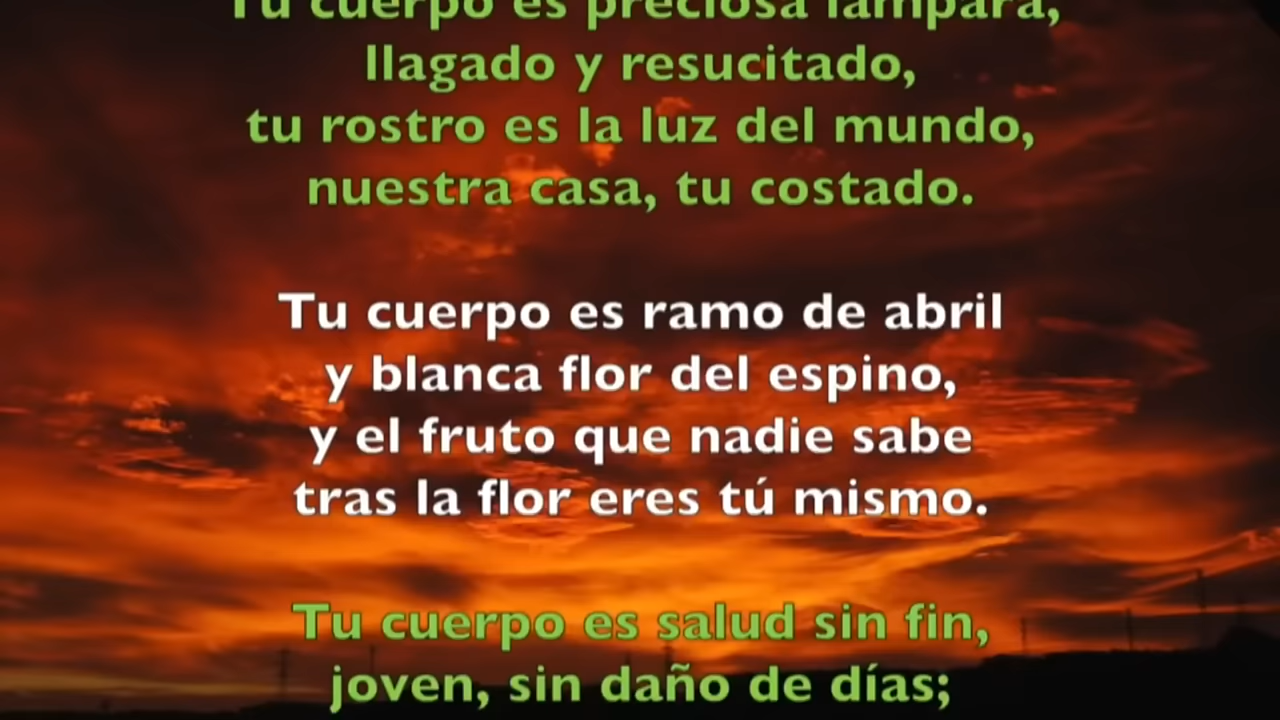 Tu cuerpo es preciosa lámpara,
llagado y resucitado,
tu rostro es la luz del mundo,
nuestra casa, tu costado.
Tu cuerpo es ramo de abril
y blanca flor del espino,
y el fruto que nadie sabe
tras la flor eres tú mismo.
Tu cuerpo es salud sin fin,
joven, sin daño de días;